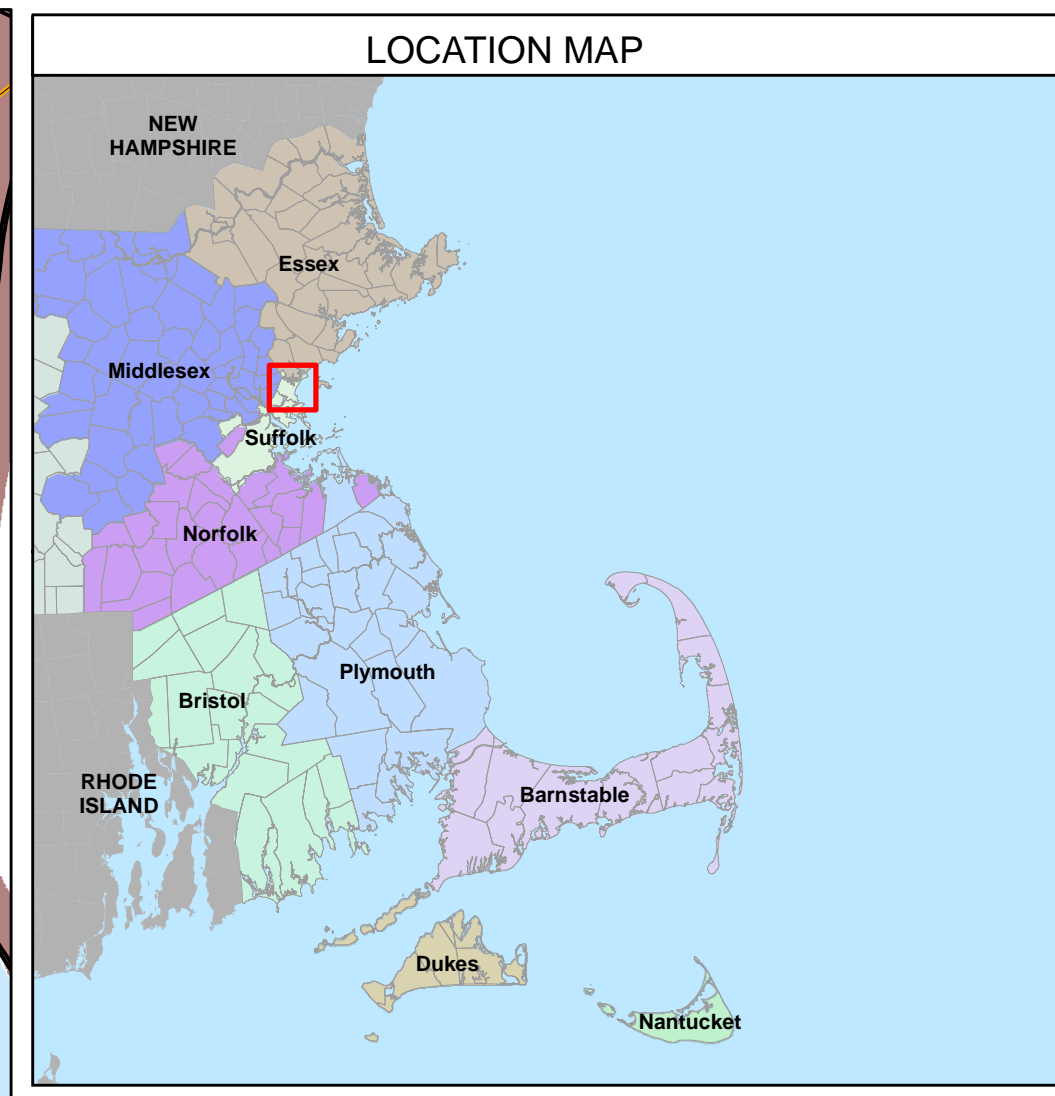 LOCATION MAP
NEW
HAMPSHIRE
Essex
Middlesex
Suffolk
Norfolk
Plymouth
Bristol
RHODE
ISLAND
Barnstable
Dukes
Nantucket